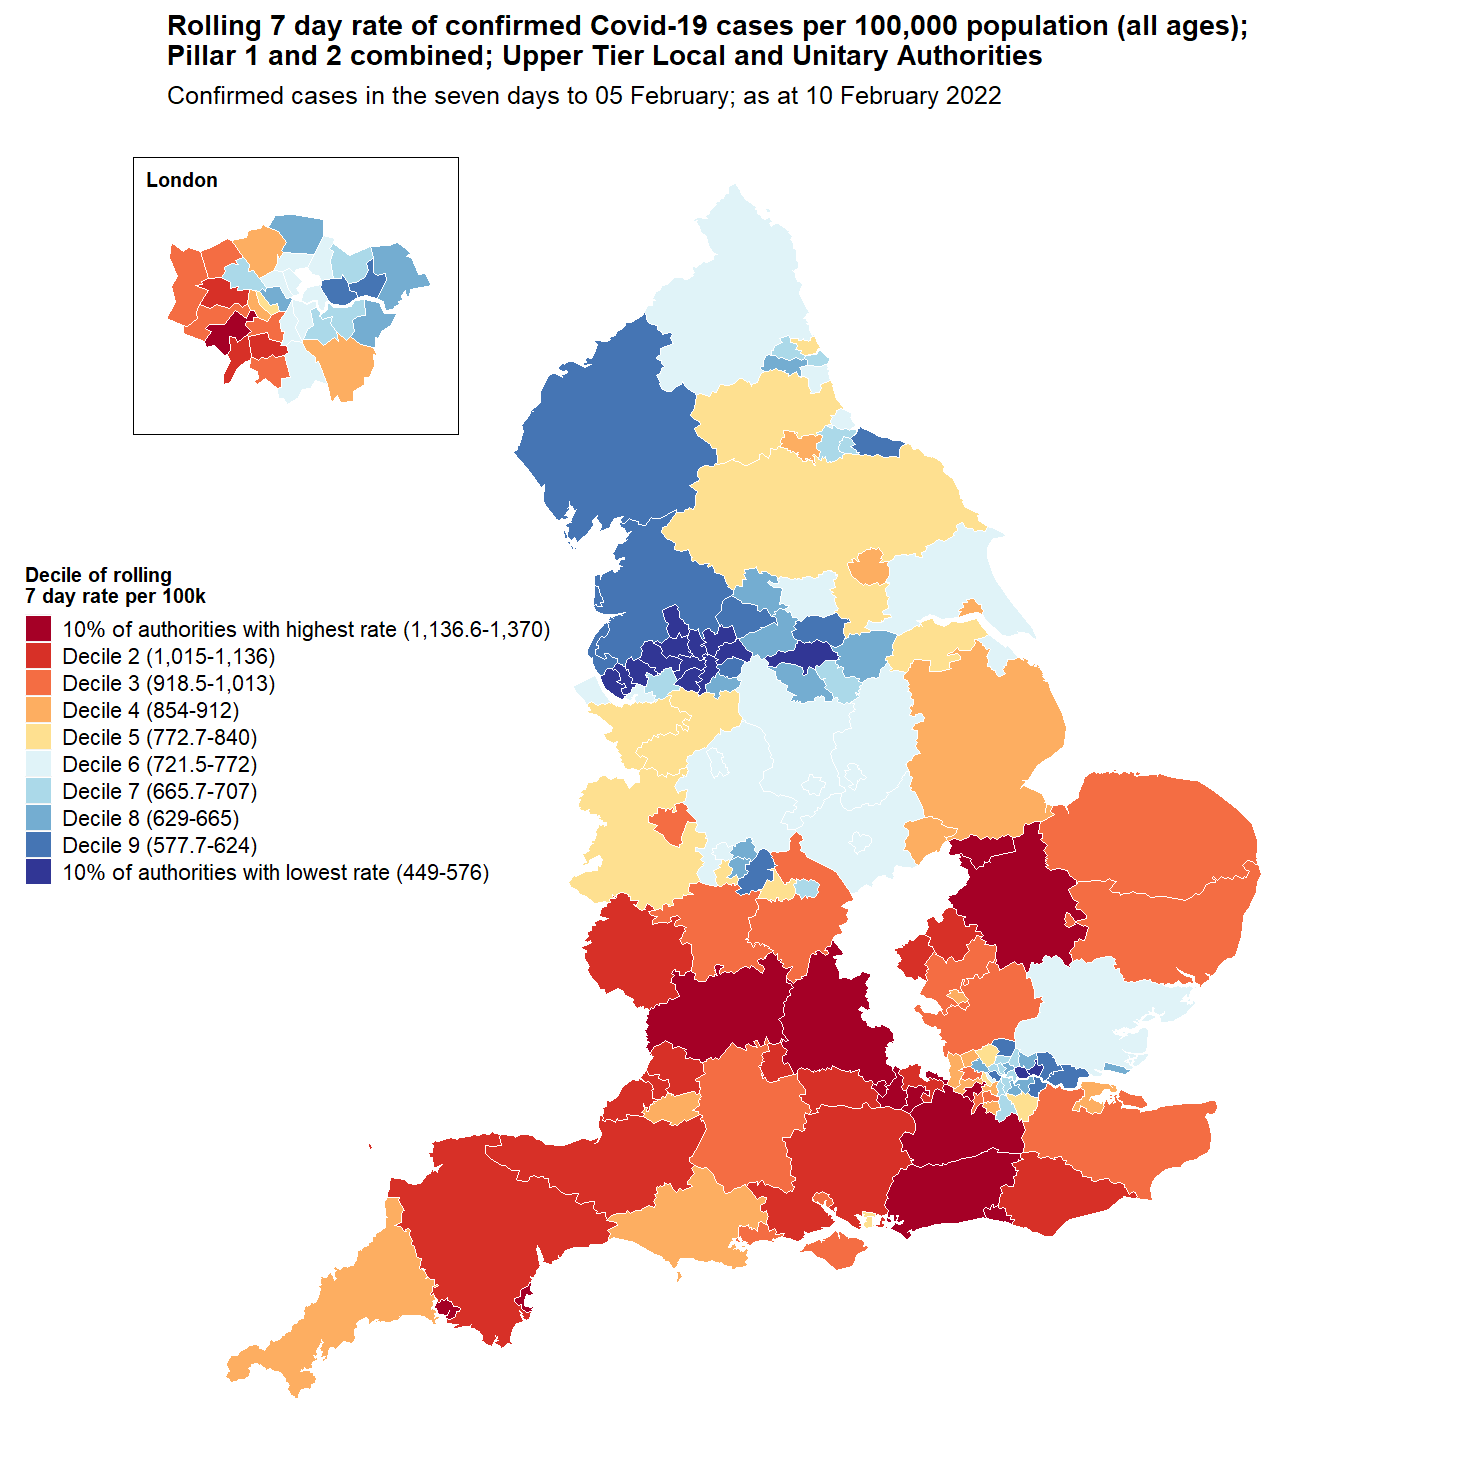 Rolling 7 day rate of confirmed Covid-19 cases per 100,000 population (all ages);
Pillar 1 and 2 combined; Upper Tier Local and Unitary Authorities
Confirmed cases in the seven days to 05 February; as at 10 February 2022
London
Decile of rolling
7 day rate per 100k
10% of authorities with highest rate (1,136.6-1,370)
Decile 2 (1,015-1,136)
Decile 3 (918.5-1,013)
Decile 4 (854-912)
Decile 5 (772.7-840)
Decile 6 (721.5-772)
Decile 7 (665.7-707)
Decile 8 (629-665)
Decile 9 (577.7-624)
10% of authorities with lowest rate (449-576)